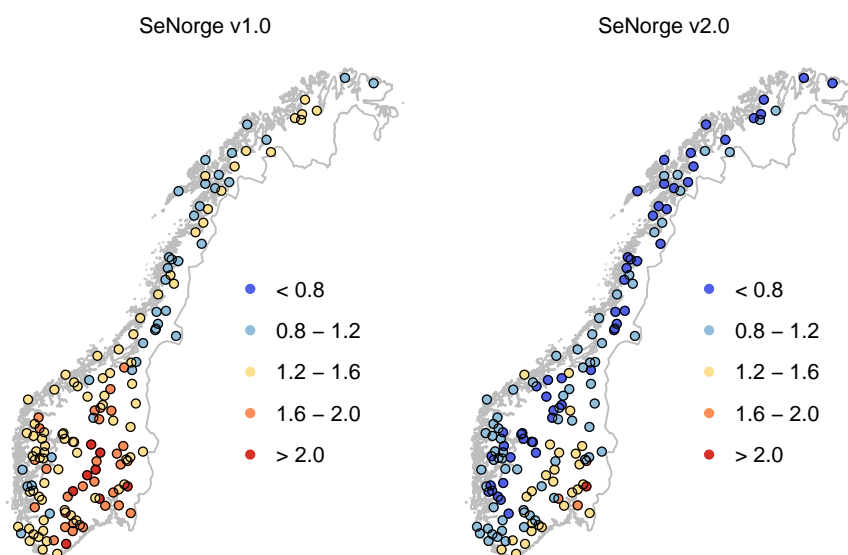 SeNorge v1.0
SeNorge v2.0
< 0.8
0.8 – 1.2
1.2 – 1.6
1.6 – 2.0
> 2.0
< 0.8
0.8 – 1.2
1.2 – 1.6
1.6 – 2.0
> 2.0